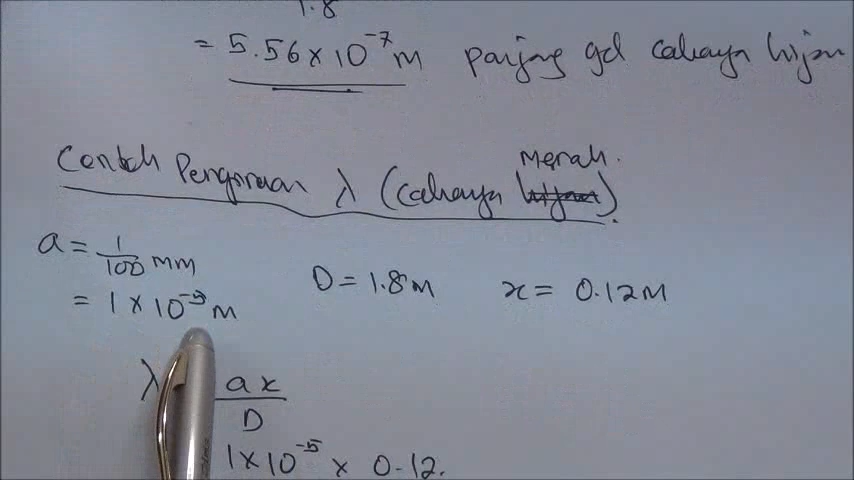 1.8
= 5.56 × 10⁻⁷ m panjang gel cahaya hijau
Contoh Pengiraan λ (cahaya Merah).
a = 1/100 mm
= 1 × 10⁻⁵ m
D = 1.8 m
x = 0.12 m
λ ax/D
1 × 10⁻⁵ × 0.12.